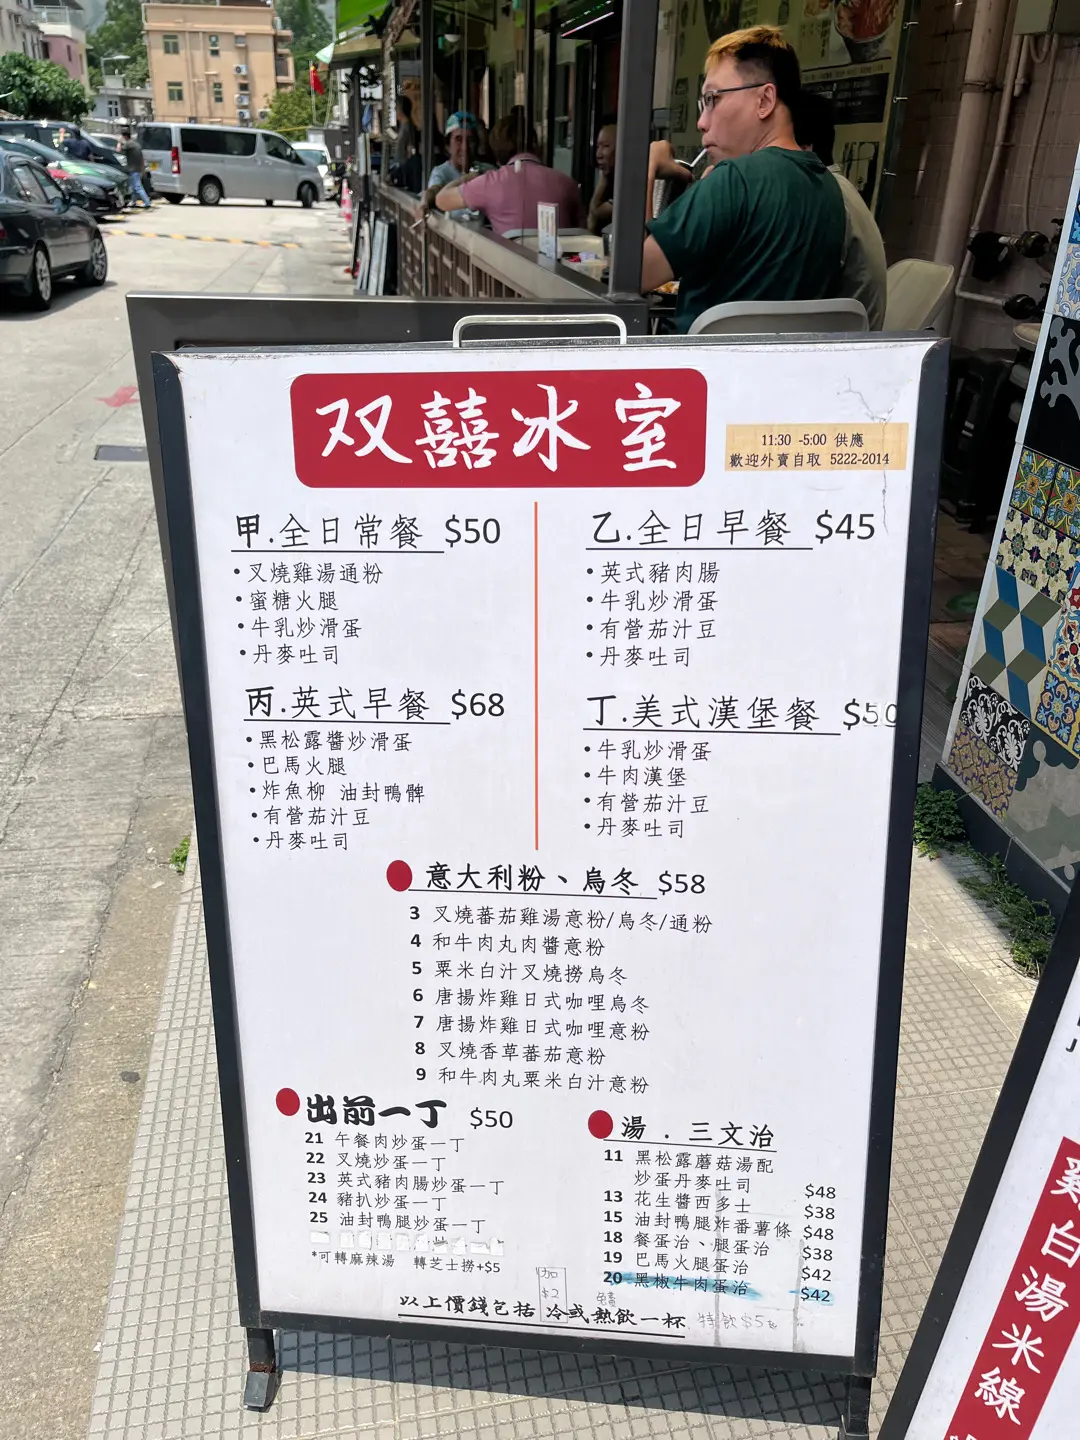 双囍冰室
11:30 -5:00 供應
歡迎外賣自取 5222-2014
甲.全日常餐 $50
•叉燒雞湯通粉
•蜜糖火腿
•牛乳炒滑蛋
•丹麥吐司
乙.全日早餐 $45
•英式豬肉腸
•牛乳炒滑蛋
•有營茄汁豆
•丹麥吐司
丙.英式早餐 $68
•黑松露醬炒滑蛋
•巴馬火腿
•炸魚柳 油封鴨髀
•有營茄汁豆
•丹麥吐司
丁.美式漢堡餐 $50
•牛乳炒滑蛋
•牛肉漢堡
•有營茄汁豆
•丹麥吐司
意大利粉、烏冬 $58
3 叉燒蕃茄雞湯意粉/烏冬/通粉
4 和牛肉丸肉醬意粉
5 粟米白汁叉燒撈烏冬
6 唐揚炸雞日式咖哩烏冬
7 唐揚炸雞日式咖哩意粉
8 叉燒香草蕃茄意粉
9 和牛肉丸粟米白汁意粉
出前一丁 $50
21 午餐肉炒蛋一丁
22 叉燒炒蛋一丁
23 英式豬肉腸炒蛋一丁
24 豬扒炒蛋一丁
25 油封鴨腿炒蛋一丁
*可轉麻辣湯 轉芝士撈+$5
湯 . 三文治
11 黑松露蘑菇湯配
炒蛋丹麥吐司 $48
13 花生醬西多士 $38
15 油封鴨腿炸番薯條 $48
18 餐蛋治、腿蛋治 $38
19 巴馬火腿蛋治 $42
20 黑椒牛肉蛋治 $42
加
$2
以上價錢包括 冷或熱飲一杯
特飲$5
雞白湯米線